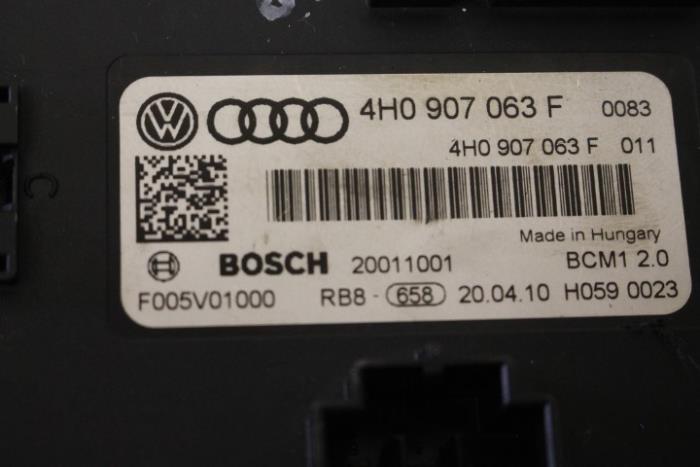 4H0 907 063 F 0083
4H0 907 063 F 011
Made in Hungary
BOSCH 20011001 BCM1 2.0
F005V01000 RB8 - 658 20.04.10 H059 0023
C